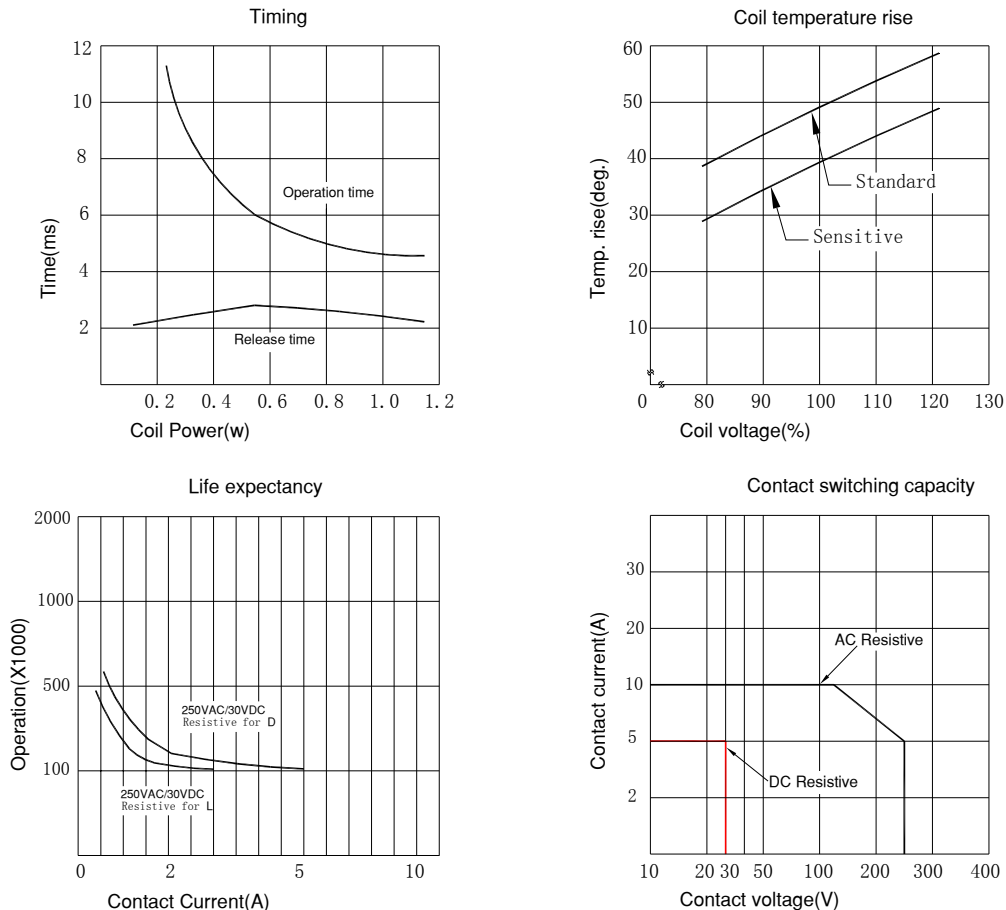 Timing
12
10
8
6
4
2
Time(ms)
Operation time
Release time
0.2 0.4 0.6 0.8 1.0 1.2
Coil Power(w)
Coil temperature rise
60
50
40
30
20
10
Temp. rise(deg.)
Standard
Sensitive
0 80 90 100 110 120 130
Coil voltage(%)
Life expectancy
2000
1000
500
100
Operation(X1000)
250VAC/30VDC
Resistive for D
250VAC/30VDC
Resistive for L
0 2 5 10
Contact Current(A)
Contact switching capacity
30
20
10
5
2
Contact current(A)
AC Resistive
DC Resistive
10 20 30 50 100 200 300 400
Contact voltage(V)